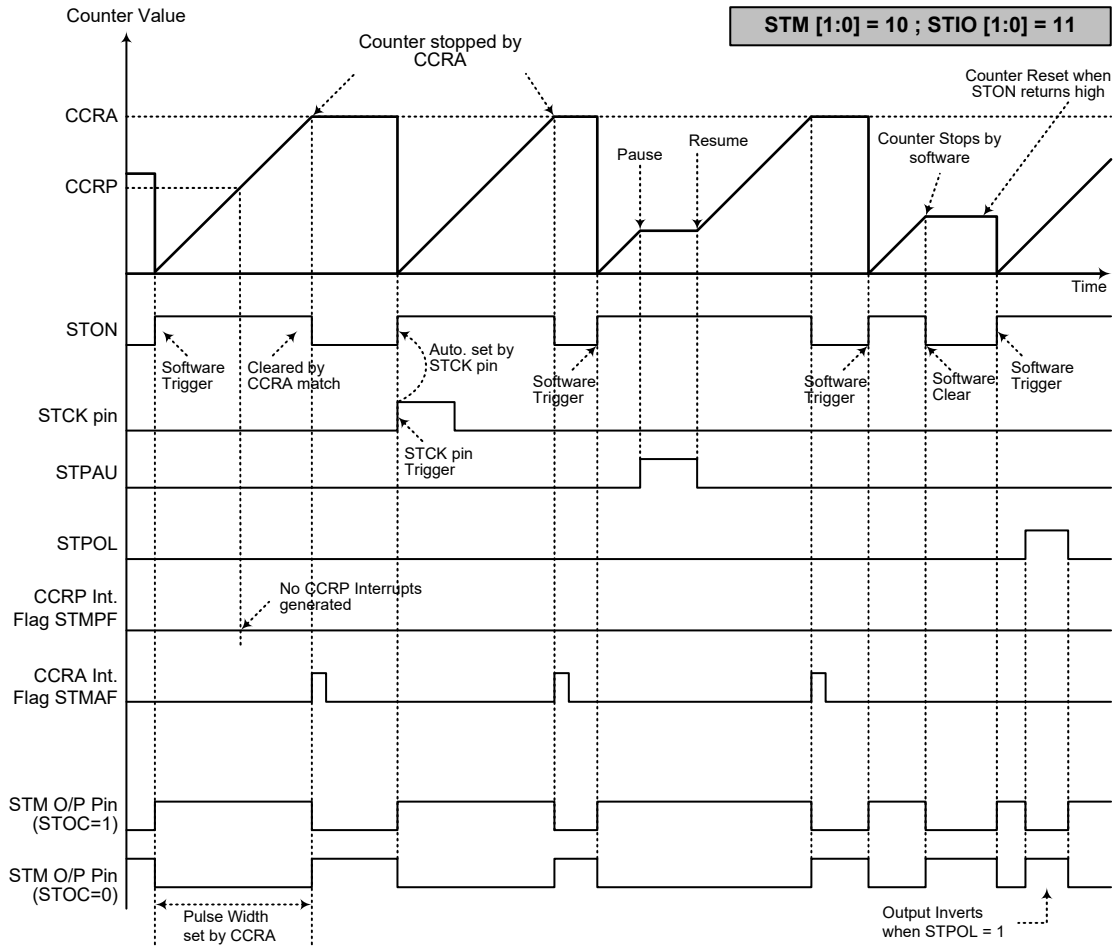 Counter Value
STM [1:0] = 10 ; STIO [1:0] = 11
Counter stopped by
CCRA
Counter Reset when
STON returns high
CCRA
Pause
Resume
Counter Stops by
software
CCRP
Time
STON
Software
Trigger
Cleared by
CCRA match
Auto. set by
STCK pin
Software
Trigger
Software
Trigger
Software
Clear
Software
Trigger
STCK pin
STCK pin
Trigger
STPAU
STPOL
No CCRP Interrupts
generated
CCRP Int.
Flag STMPF
CCRA Int.
Flag STMAF
STM O/P Pin
(STOC=1)
STM O/P Pin
(STOC=0)
Pulse Width
set by CCRA
Output Inverts
when STPOL = 1